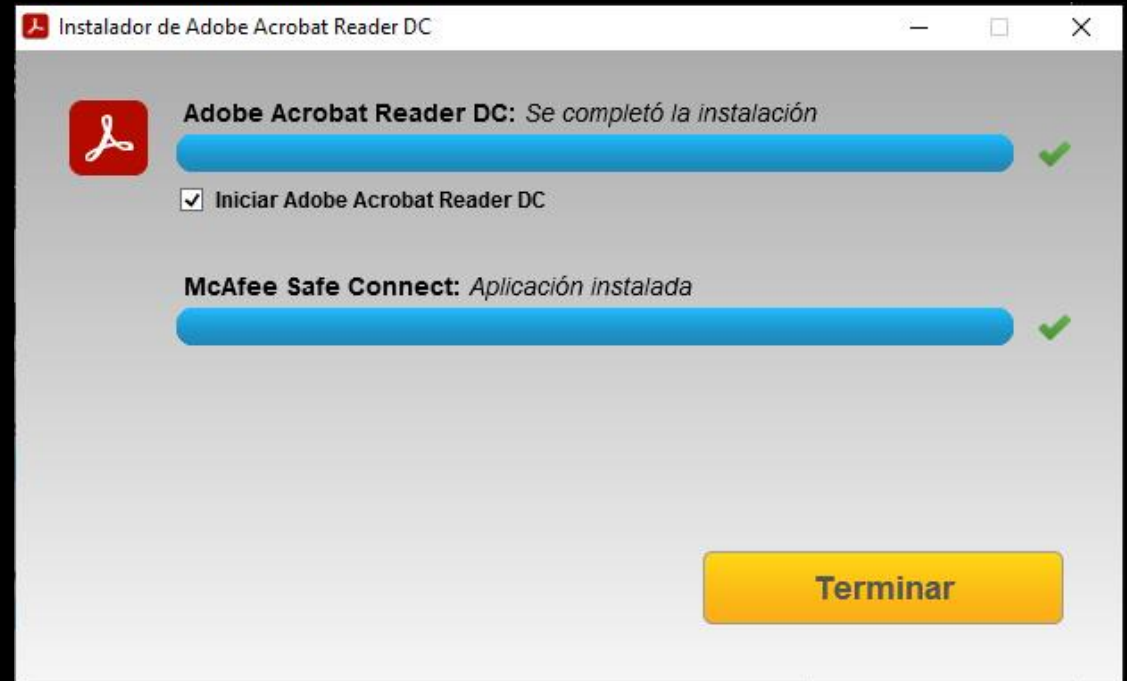 Instalador de Adobe Acrobat Reader DC
Adobe Acrobat Reader DC: Se completó la instalación
Iniciar Adobe Acrobat Reader DC
McAfee Safe Connect: Aplicación instalada
Terminar